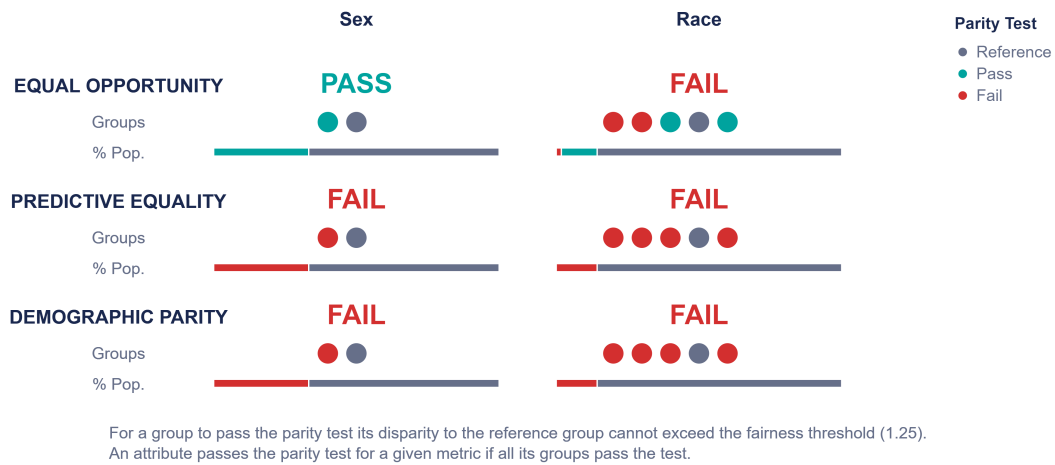 Sex Race
Parity Test
Reference
Pass
Fail
EQUAL OPPORTUNITY PASS FAIL
Groups
% Pop.
PREDICTIVE EQUALITY FAIL FAIL
Groups
% Pop.
DEMOGRAPHIC PARITY FAIL FAIL
Groups
% Pop.
For a group to pass the parity test its disparity to the reference group cannot exceed the fairness threshold (1.25).
An attribute passes the parity test for a given metric if all its groups pass the test.